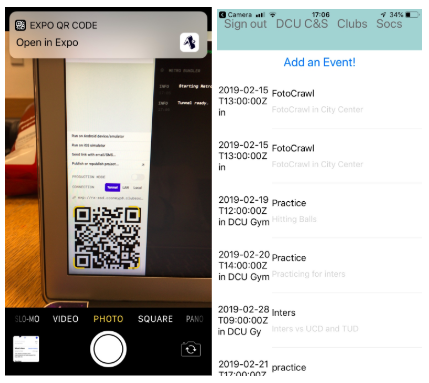 EXPO QR CODE
Open in Expo
METRO BUNDLER
INFO Starting Metro
INFO Tunnel ready.
Run on Android device/emulator
Run on iOS simulator
Send link with email/SMS...
Publish or republish project...
PRODUCTION MODE
CONNECTION Tunnel LAN Local
SLO-MO VIDEO PHOTO SQUARE PANO
Camera 17:06 34%
Sign out DCU C&S Clubs Socs
Add an Event!
2019-02-15 FotoCrawl
T13:00:00Z
in FotoCrawl in City Center
2019-02-15 FotoCrawl
T13:00:00Z
in FotoCrawl in City Center
2019-02-19 Practice
T12:00:00Z
in DCU Gym Hitting Balls
2019-02-20 Practice
T14:00:00Z
in DCU Gym Practicing for inters
2019-02-28 Inters
T09:00:00Z
in DCU Gy Inters vs UCD and TUD
2019-02-21 practice
T17:00:00Z